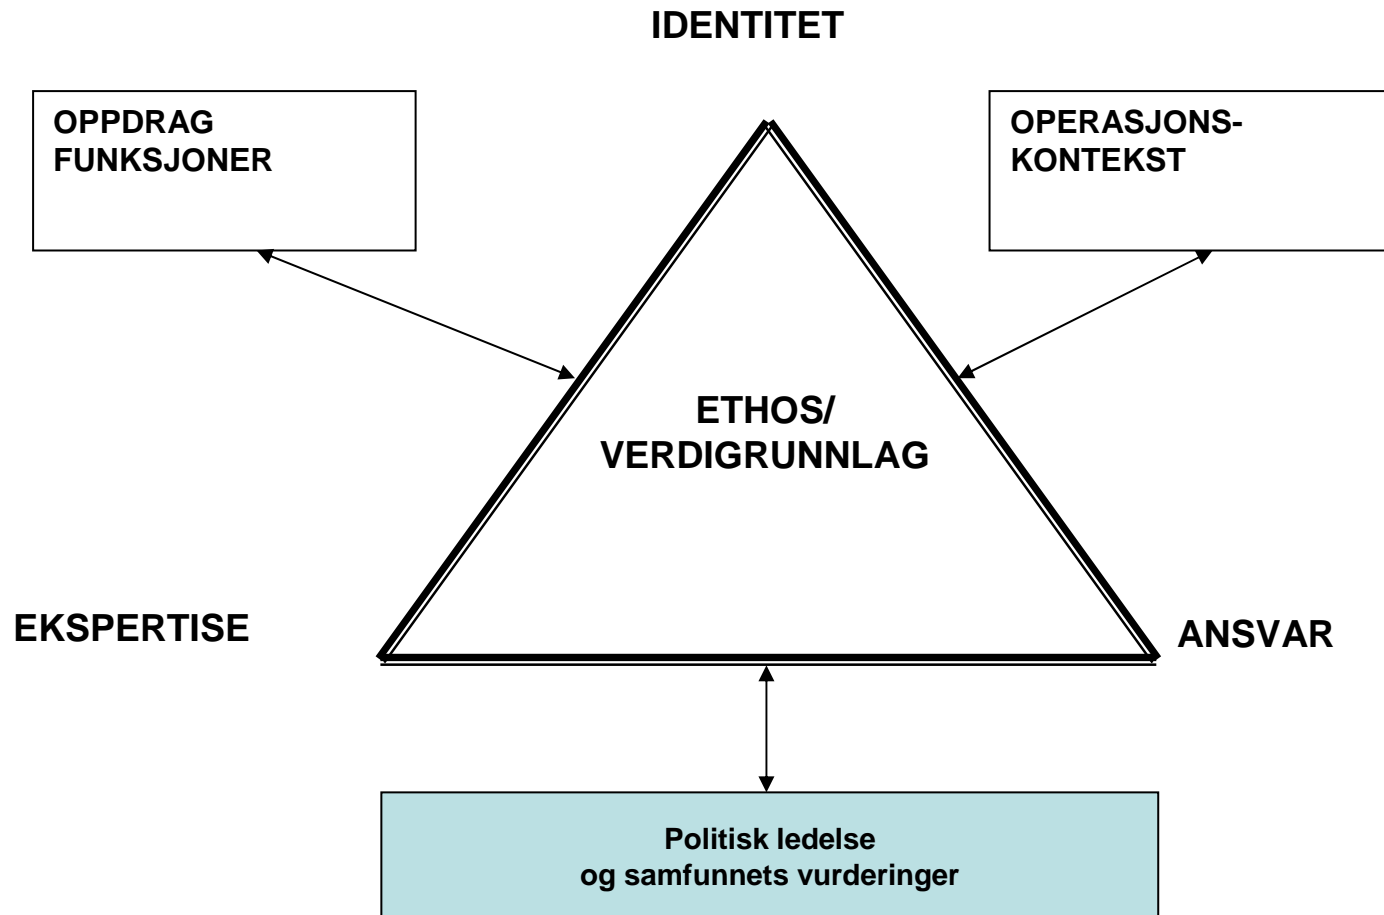 IDENTITET
OPPDRAG
FUNKSJONER
OPERASJONS-
KONTEKST
ETHOS/
VERDIGRUNNLAG
EKSPERTISE
ANSVAR
Politisk ledelse
og samfunnets vurderinger